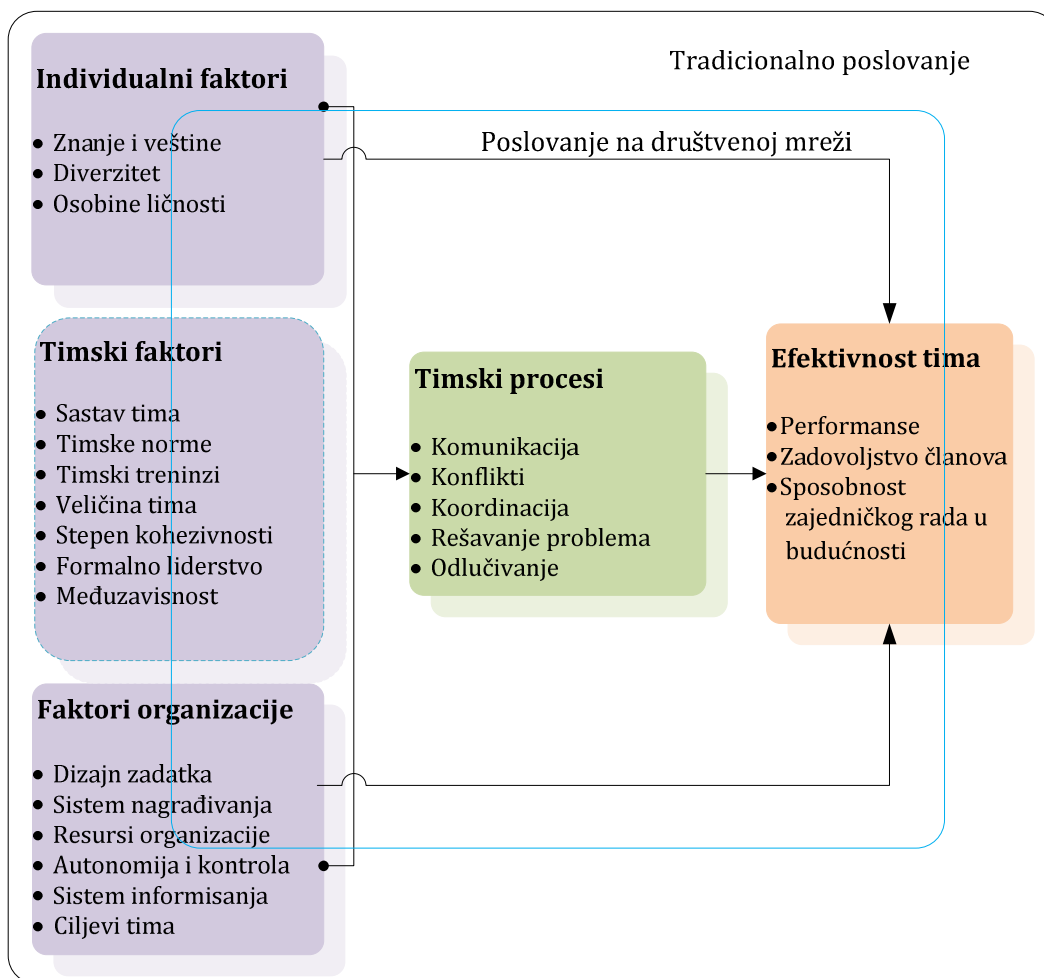 Tradicionalno poslovanje
Poslovanje na društvenoj mreži
Individualni faktori
• Znanje i veštine
• Diverzitet
• Osobine ličnosti
Timski faktori
• Sastav tima
• Timske norme
• Timski treninzi
• Veličina tima
• Stepen kohezivnosti
• Formalno liderstvo
• Međuzavisnost
Faktori organizacije
• Dizajn zadatka
• Sistem nagrađivanja
• Resursi organizacije
• Autonomija i kontrola
• Sistem informisanja
• Ciljevi tima
Timski procesi
• Komunikacija
• Konflikti
• Koordinacija
• Rešavanje problema
• Odlučivanje
Efektivnost tima
•Performanse
•Zadovoljstvo članova
•Sposobnost
zajedničkog rada u
budućnosti